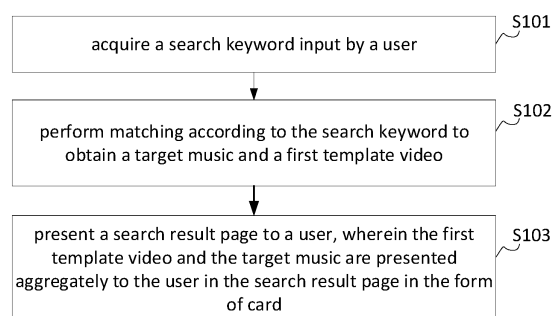 S101
acquire a search keyword input by a user
S102
perform matching according to the search keyword to
obtain a target music and a first template video
S103
present a search result page to a user, wherein the first
template video and the target music are presented
aggregately to the user in the search result page in the form
of card